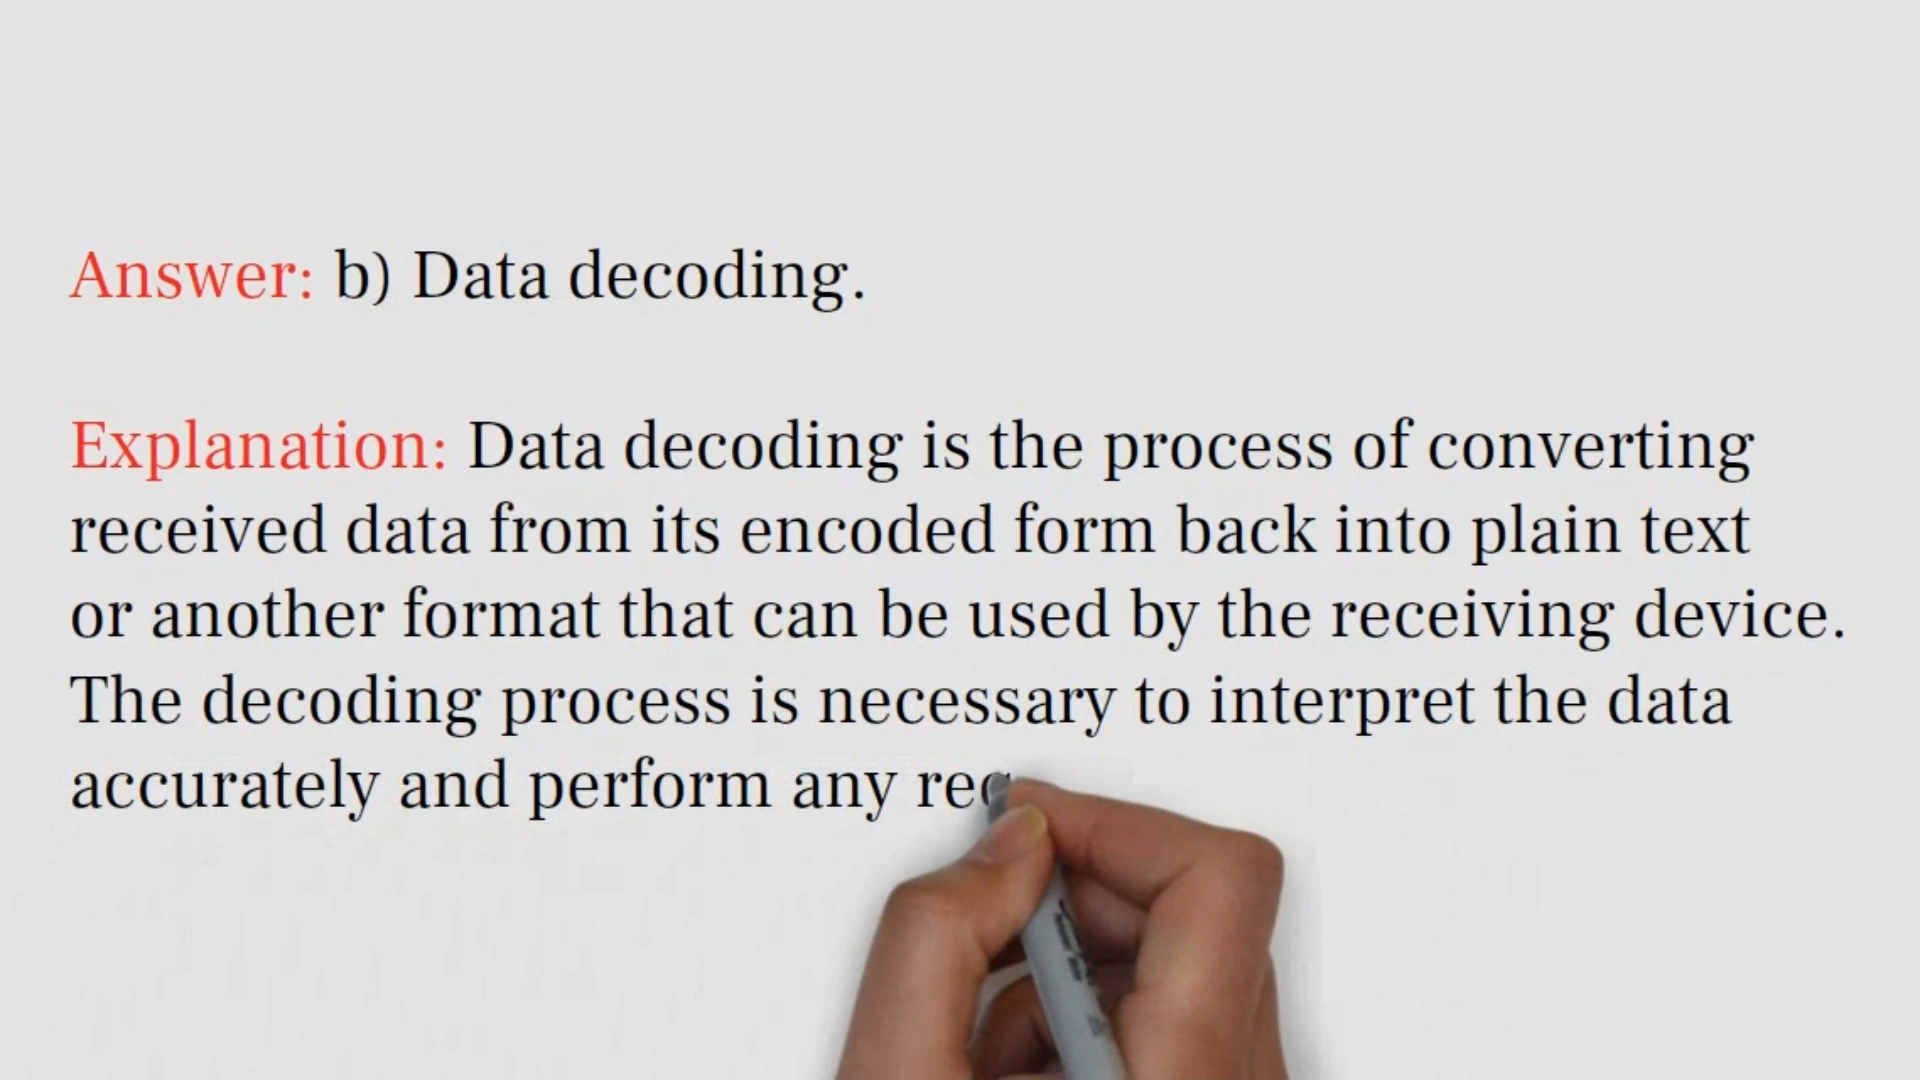 Answer: b) Data decoding.
Explanation: Data decoding is the process of converting
received data from its encoded form back into plain text
or another format that can be used by the receiving device.
The decoding process is necessary to interpret the data
accurately and perform any